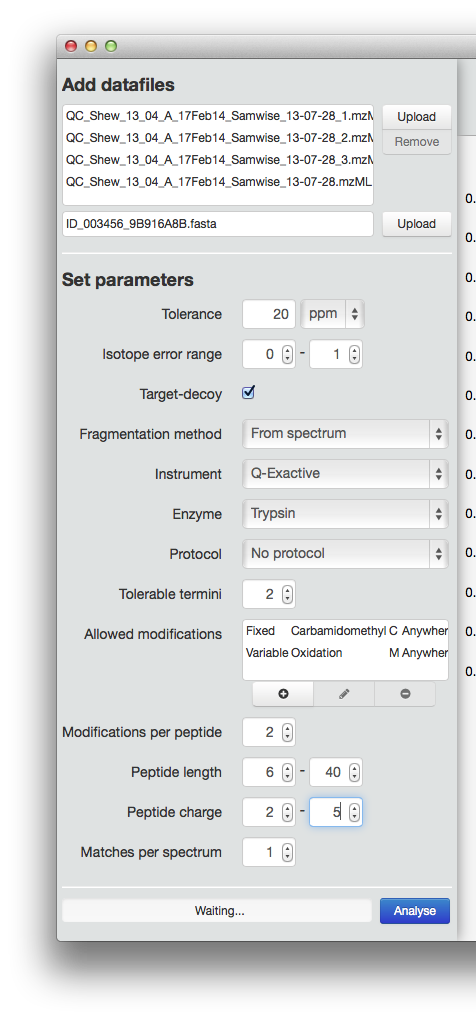 Add datafiles
QC_Shew_13_04_A_17Feb14_Samwise_13-07-28_1.mzM
Upload
QC_Shew_13_04_A_17Feb14_Samwise_13-07-28_2.mzM
Remove
QC_Shew_13_04_A_17Feb14_Samwise_13-07-28_3.mzM
QC_Shew_13_04_A_17Feb14_Samwise_13-07-28.mzML
0.
ID_003456_9B916A8B.fasta
Upload
0.
Set parameters
0.
Tolerance 20 ppm
0.
Isotope error range 0 - 1
0.
Target-decoy
0.
Fragmentation method From spectrum
0.
Instrument Q-Exactive
0.
Enzyme Trypsin
0.
Protocol No protocol
0.
Tolerable termini 2
0.
Allowed modifications Fixed Carbamidomethyl C Anywher
0.
Variable Oxidation M Anywher
0.
Modifications per peptide 2
Peptide length 6 - 40
Peptide charge 2 - 5
Matches per spectrum 1
Waiting...
Analyse